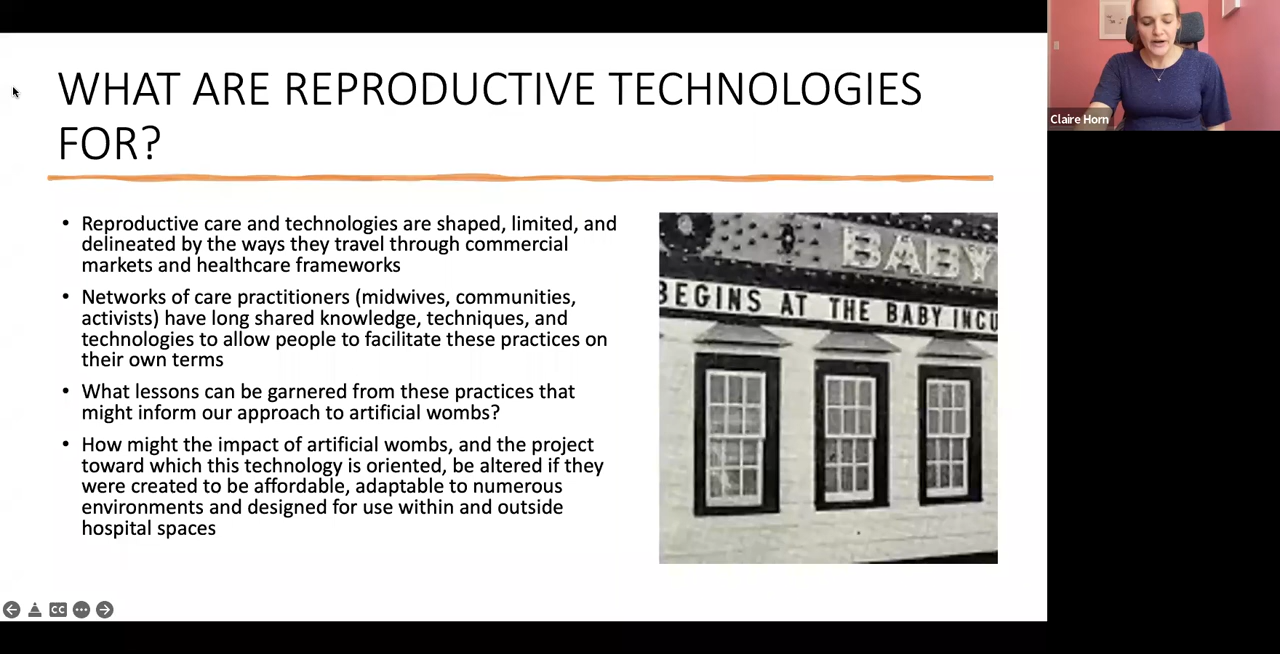 WHAT ARE REPRODUCTIVE TECHNOLOGIES
FOR?
• Reproductive care and technologies are shaped, limited, and
delineated by the ways they travel through commercial
markets and healthcare frameworks
• Networks of care practitioners (midwives, communities,
activists) have long shared knowledge, techniques, and
technologies to allow people to facilitate these practices on
their own terms
• What lessons can be garnered from these practices that
might inform our approach to artificial wombs?
• How might the impact of artificial wombs, and the project
toward which this technology is oriented, be altered if they
were created to be affordable, adaptable to numerous
environments and designed for use within and outside
hospital spaces
BABY
BEGINS AT THE BABY INCU
Claire Horn
CC